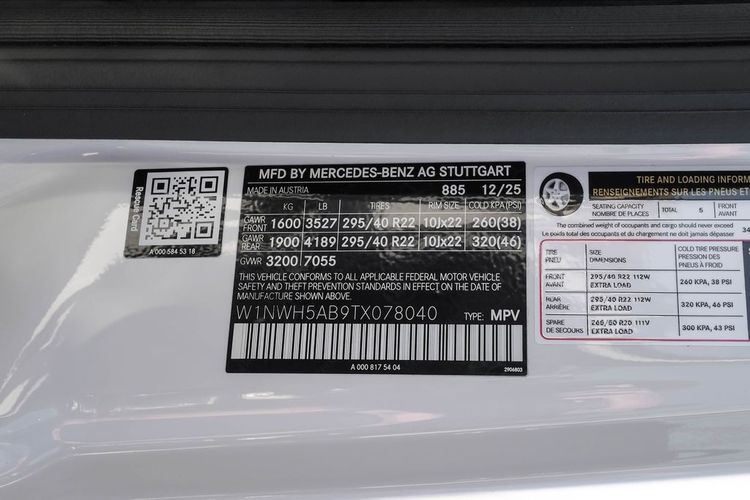 Rescue Card
A 000 584 53 18
MFD BY MERCEDES-BENZ AG STUTTGART
MADE IN AUSTRIA 885 12/25
KG LB TIRES RIM SIZE COLD KPA(PSI)
GAWR FRONT 1600 3527 295/40 R22 10Jx22 260(38)
GAWR REAR 1900 4189 295/40 R22 10Jx22 320(46)
GVWR 3200 7055
THIS VEHICLE CONFORMS TO ALL APPLICABLE FEDERAL MOTOR VEHICLE
SAFETY AND THEFT PREVENTION STANDARDS IN EFFECT ON THE DATE OF
MANUFACTURE SHOWN ABOVE.
W1NWH5AB9TX078040 TYPE: MPV
A 000 817 54 04
2906803
TIRE AND LOADING INFORM
RENSEIGNEMENTS SUR LES PNEUS ET
SEATING CAPACITY TOTAL 5 FRONT
NOMBRE DE PLACES AVANT
The combined weight of occupants and cargo should never exceed
Le poids total des occupants et du chargement ne doit jamais dépasser 34
TIRE SIZE COLD TIRE PRESSURE
PNEU DIMENSIONS PRESSION DES
PNEUS À FROID
FRONT 295/40 R22 112W 260 KPA, 38 PSI
AVANT EXTRA LOAD
REAR 295/40 R22 112W 320 KPA, 46 PSI
ARRIÈRE EXTRA LOAD
SPARE 300 KPA, 43 PSI
DE SECOURS EXTRA LOAD